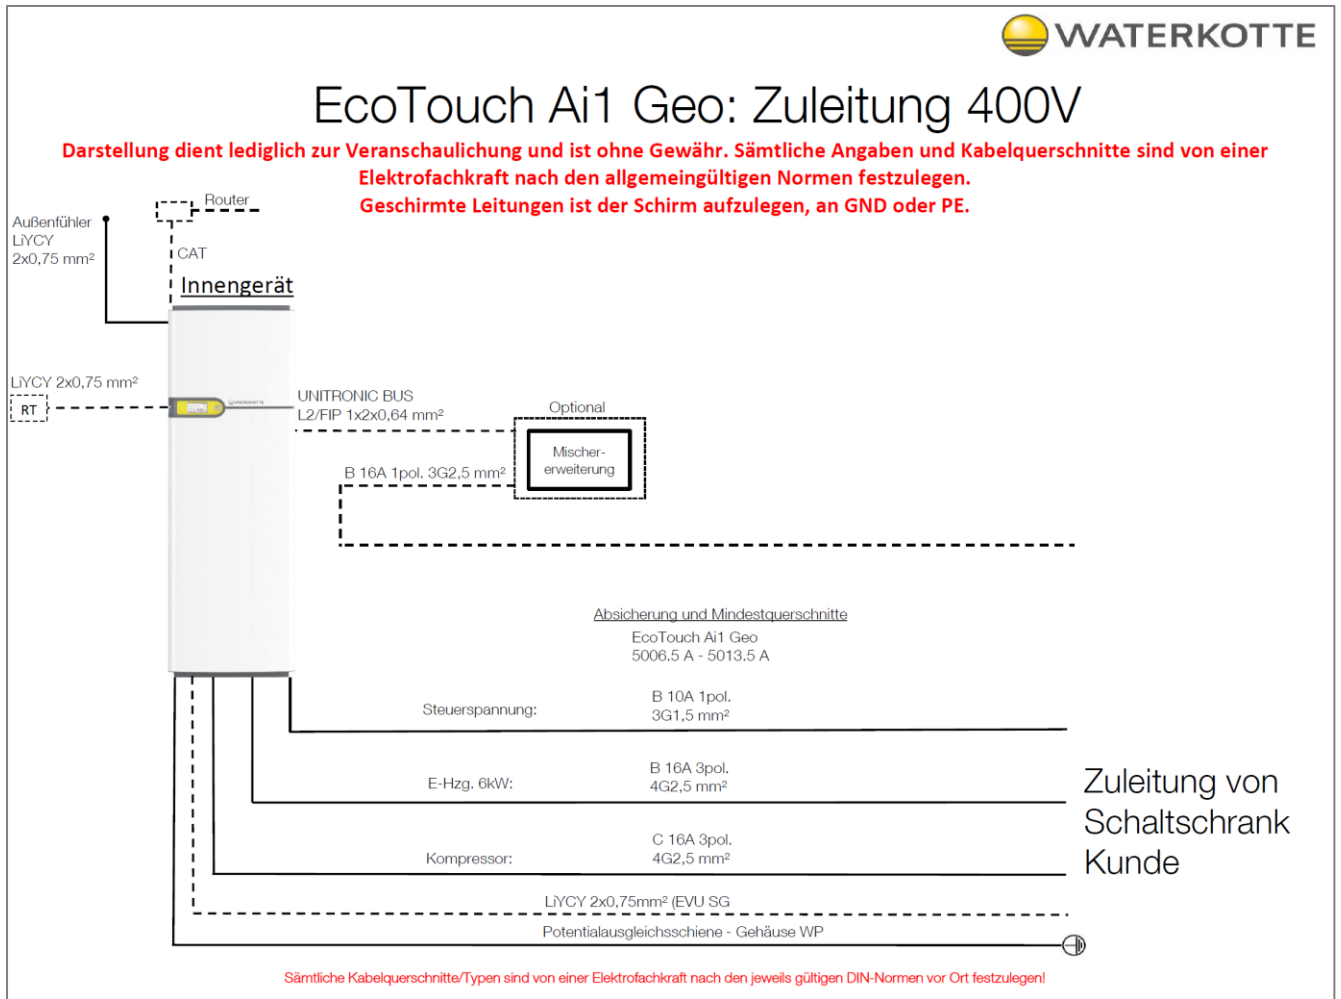 WATERKOTTE
EcoTouch Ai1 Geo: Zuleitung 400V
Darstellung dient lediglich zur Veranschaulichung und ist ohne Gewähr. Sämtliche Angaben und Kabelquerschnitte sind von einer
Elektrofachkraft nach den allgemeingültigen Normen festzulegen.
Geschirmte Leitungen ist der Schirm aufzulegen, an GND oder PE.
Router
Außenfühler
LiYCY
2x0,75 mm²
CAT
Innengerät
LiYCY 2x0,75 mm²
RT
UNITRONIC BUS
L2/FIP 1x2x0,64 mm²
Optional
Mischer-
erweiterung
B 16A 1pol. 3G2,5 mm²
Absicherung und Mindestquerschnitte
EcoTouch Ai1 Geo
5006.5 A - 5013.5 A
Steuerspannung:
B 10A 1pol.
3G1,5 mm²
E-Hzg. 6kW:
B 16A 3pol.
4G2,5 mm²
Kompressor:
C 16A 3pol.
4G2,5 mm²
Zuleitung von
Schaltschrank
Kunde
LiYCY 2x0,75mm² (EVU SG
Potentialausgleichsschiene - Gehäuse WP
Sämtliche Kabelquerschnitte/Typen sind von einer Elektrofachkraft nach den jeweils gültigen DIN-Normen vor Ort festzulegen!